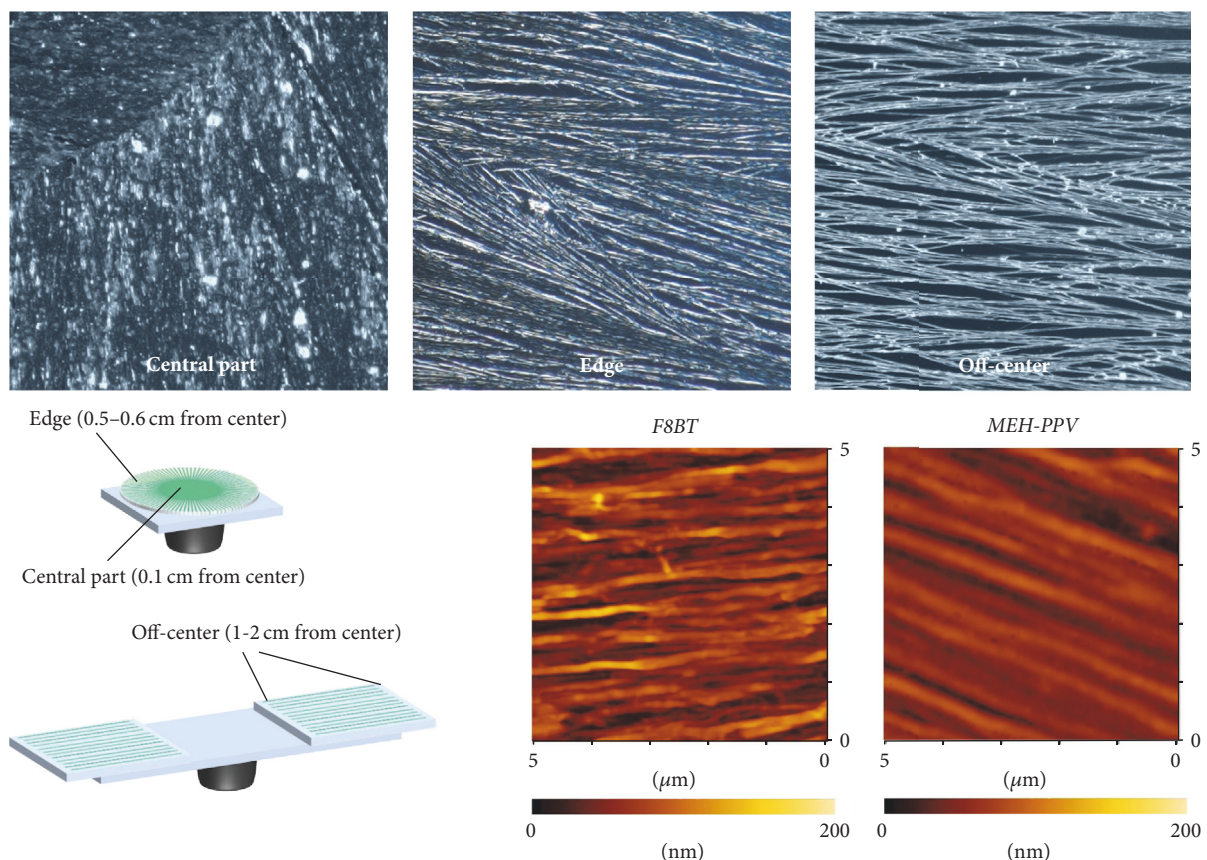 Central part
Edge
Off-center
Edge (0.5–0.6 cm from center)
Central part (0.1 cm from center)
Off-center (1-2 cm from center)
F8BT
5
0
5
0
(μm)
0
200
(nm)
MEH-PPV
5
0
5
0
(μm)
0
200
(nm)